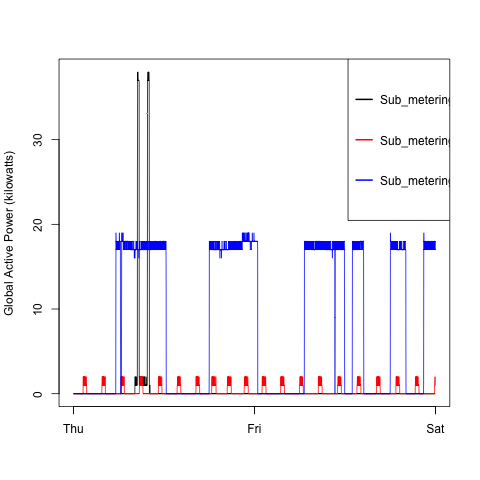 Global Active Power (kilowatts)
30
20
10
0
Thu
Fri
Sat
Sub_metering
Sub_metering
Sub_metering